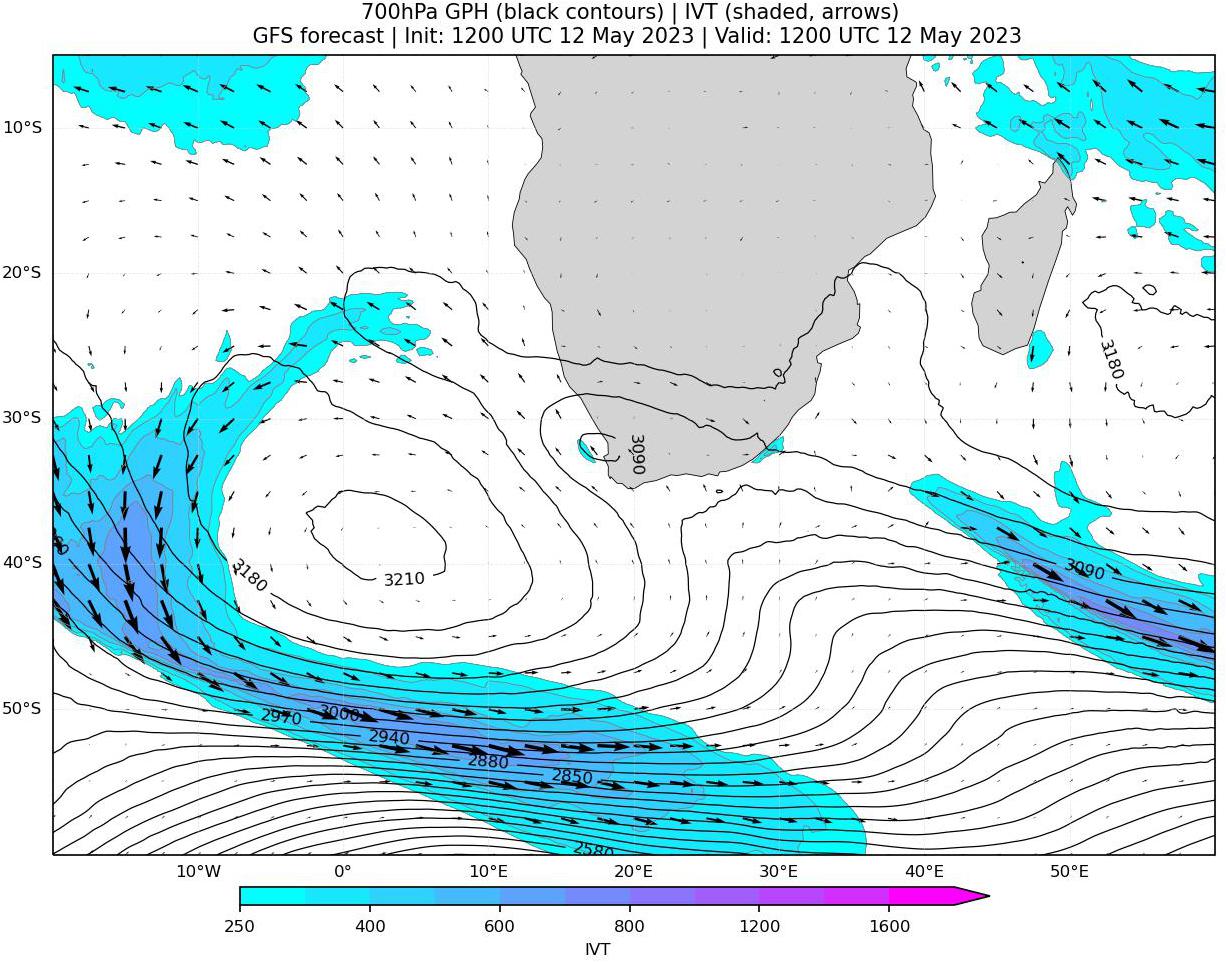 700hPa GPH (black contours) | IVT (shaded, arrows)
GFS forecast | Init: 1200 UTC 12 May 2023 | Valid: 1200 UTC 12 May 2023
10°S
20°S
3180
30°S
3090
40°S
3180
3210
3090
50°S
2970
3000
2940
2880
2850
2580
10°W
0°
10°E
20°E
30°E
40°E
50°E
250
400
600
800
1200
1600
IVT